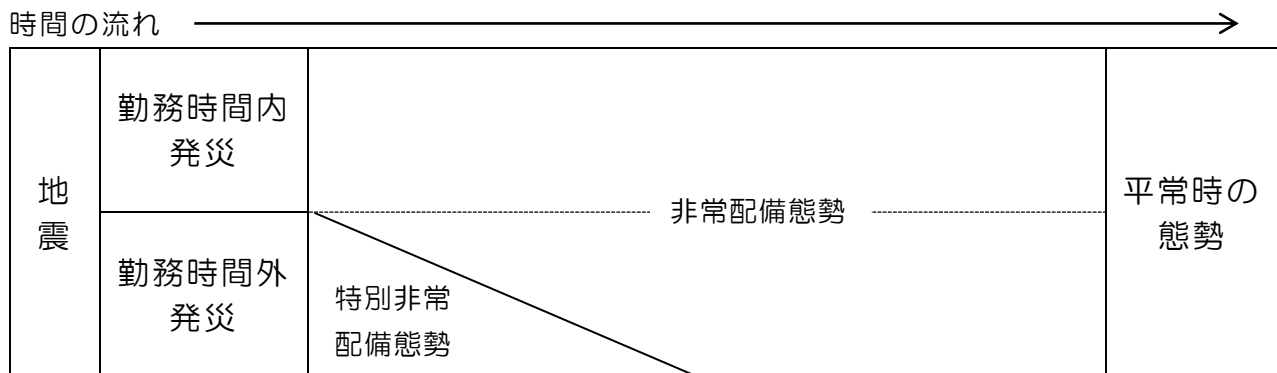 時間の流れ
地
震
勤務時間内
発災
勤務時間外
発災
非常配備態勢
特別非常
配備態勢
平常時の
態勢